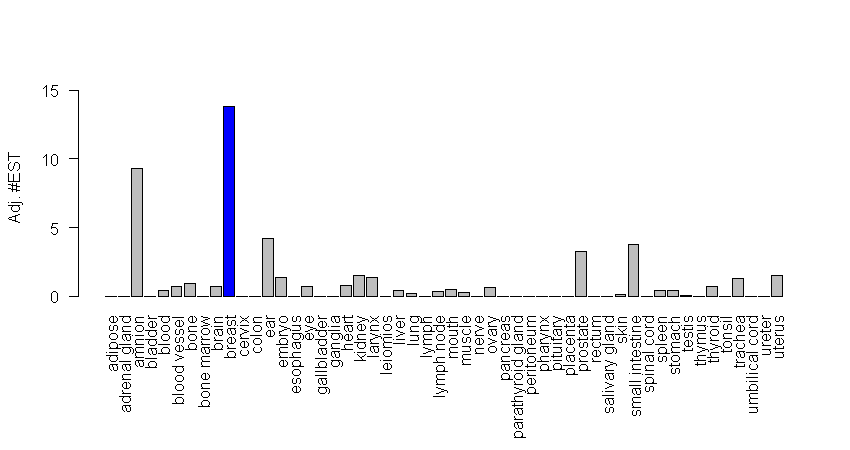 Adj. #EST
15
10
5
0
adipose
adrenal gland
amnion
bladder
blood
blood vessel
bone
bone marrow
brain
breast
cervix
colon
ear
embryo
esophagus
eye
gallbladder
ganglia
heart
kidney
larynx
leiomios
liver
lung
lymph
lymph node
mouth
muscle
nerve
ovary
pancreas
parathyroid gland
peritoneum
pharynx
pituitary
placenta
prostate
rectum
salivary gland
skin
small intestine
spinal cord
spleen
stomach
testis
thymus
thyroid
tonsil
trachea
umbilical cord
ureter
uterus